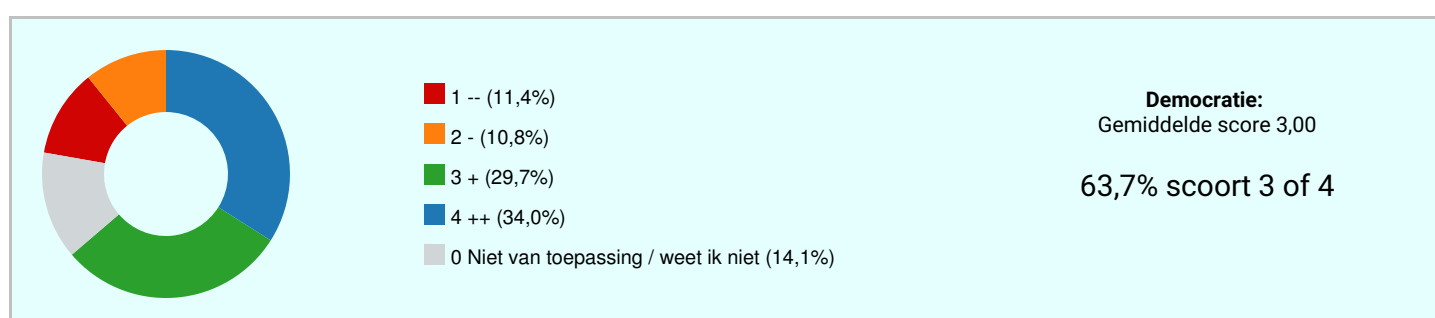 1 -- (11,4%)
2 - (10,8%)
3 + (29,7%)
4 ++ (34,0%)
0 Niet van toepassing / weet ik niet (14,1%)
Democratie:
Gemiddelde score 3,00
63,7% scoort 3 of 4